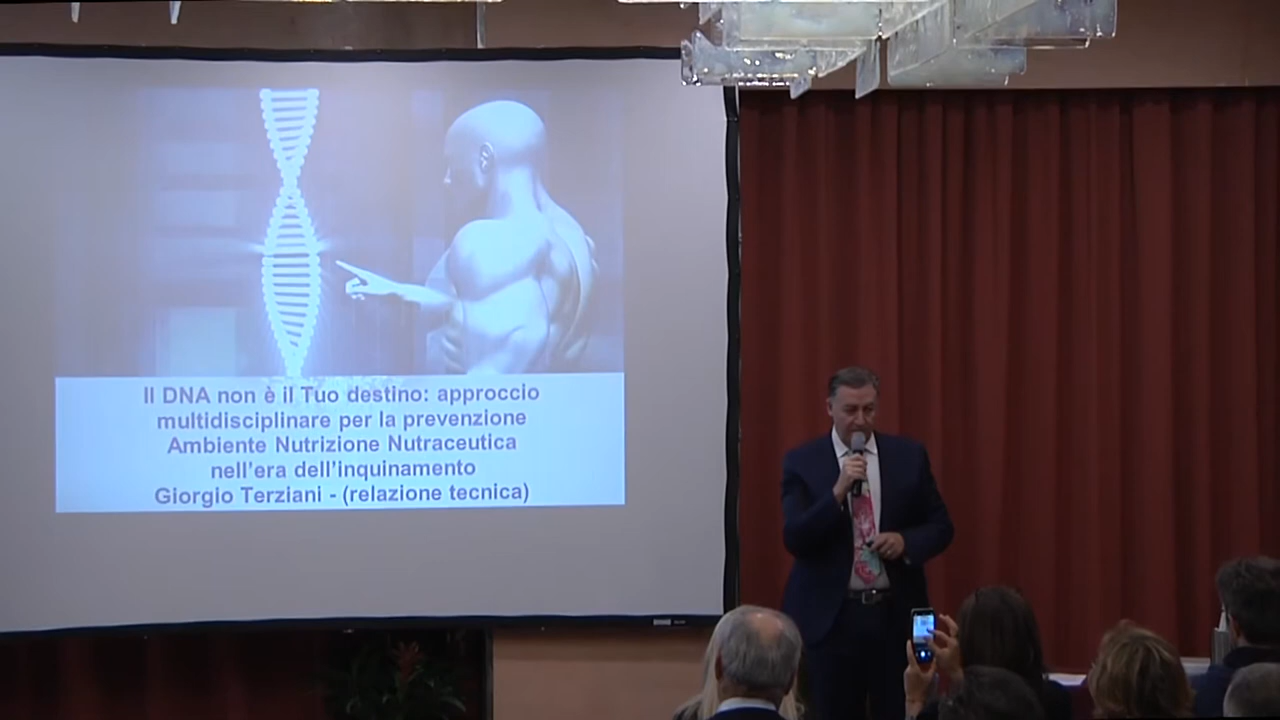 Il DNA non è il Tuo destino: approccio
multidisciplinare per la prevenzione
Ambiente Nutrizione Nutraceutica
nell'era dell'inquinamento
Giorgio Terziani - (relazione tecnica)